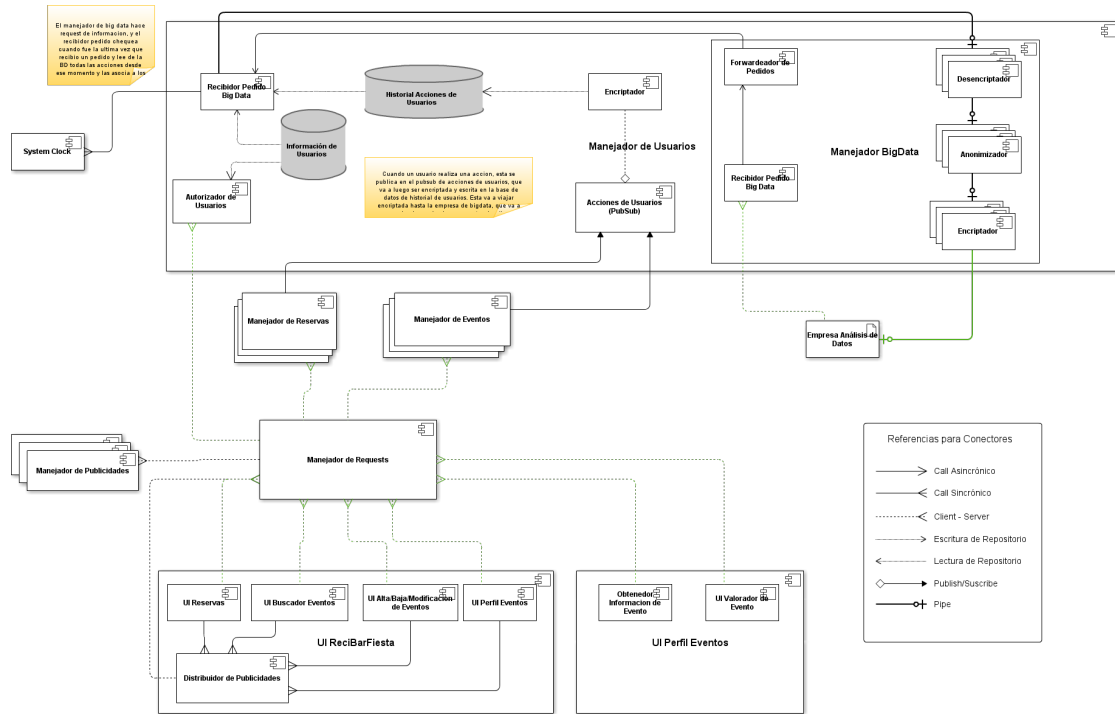 El manejador de big data hace
request de informacion, y el
recibidor pedido chequea
cuando fue la ultima vez que
recibio un pedido y lee de la
BD todas las acciones desde
ese momento y las asocia a los
Recibidor Pedido
Big Data
Historial Acciones de
Usuarios
Encriptador
Forwardeador de
Pedidos
Desencriptador
System Clock
Información de
Usuarios
Manejador de Usuarios
Manejador BigData
Anonimizador
Cuando un usuario realiza una accion, esta se
publica en el pubsub de acciones de usuarios, que
va a luego ser encriptada y escrita en la base de
datos de historial de usuarios. Esta va a viajar
encriptada hasta la empresa de bigdata, que va a
Recibidor Pedido
Big Data
Autorizador de
Usuarios
Acciones de Usuarios
(PubSub)
Encriptador
Manejador de Reservas
Manejador de Eventos
Empresa Análisis de
Datos
Manejador de Requests
Manejador de Publicidades
Referencias para Conectores
Call Asincrónico
Call Sincrónico
Client - Server
Escritura de Repositorio
Lectura de Repositorio
Publish/Suscribe
Pipe
UI Reservas
UI Buscador Eventos
UI Alta/Baja/Modificacion
de Eventos
UI Perfil Eventos
Obtenedor
Informacion de
Evento
UI Valorador de
Evento
UI ReciBarFiesta
UI Perfil Eventos
Distribuidor de Publicidades